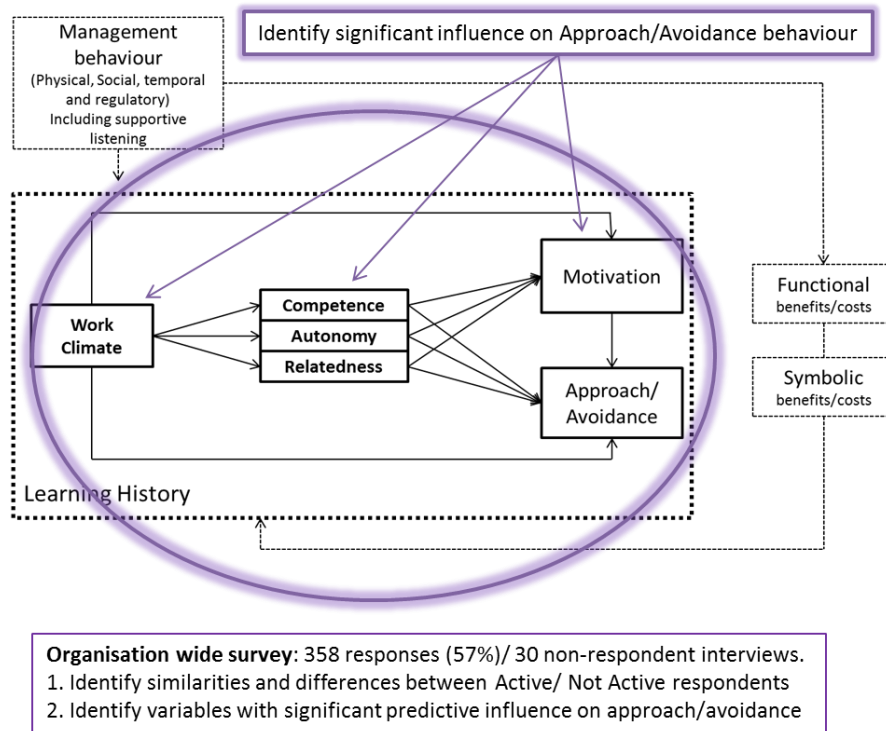 Management
behaviour
(Physical, Social, temporal
and regulatory)
Including supportive
listening
Identify significant influence on Approach/Avoidance behaviour
Motivation
Competence
Autonomy
Relatedness
Work
Climate
Approach/
Avoidance
Functional
benefits/costs
Symbolic
benefits/costs
Learning History
Organisation wide survey: 358 responses (57%)/ 30 non-respondent interviews.
1. Identify similarities and differences between Active/ Not Active respondents
2. Identify variables with significant predictive influence on approach/avoidance